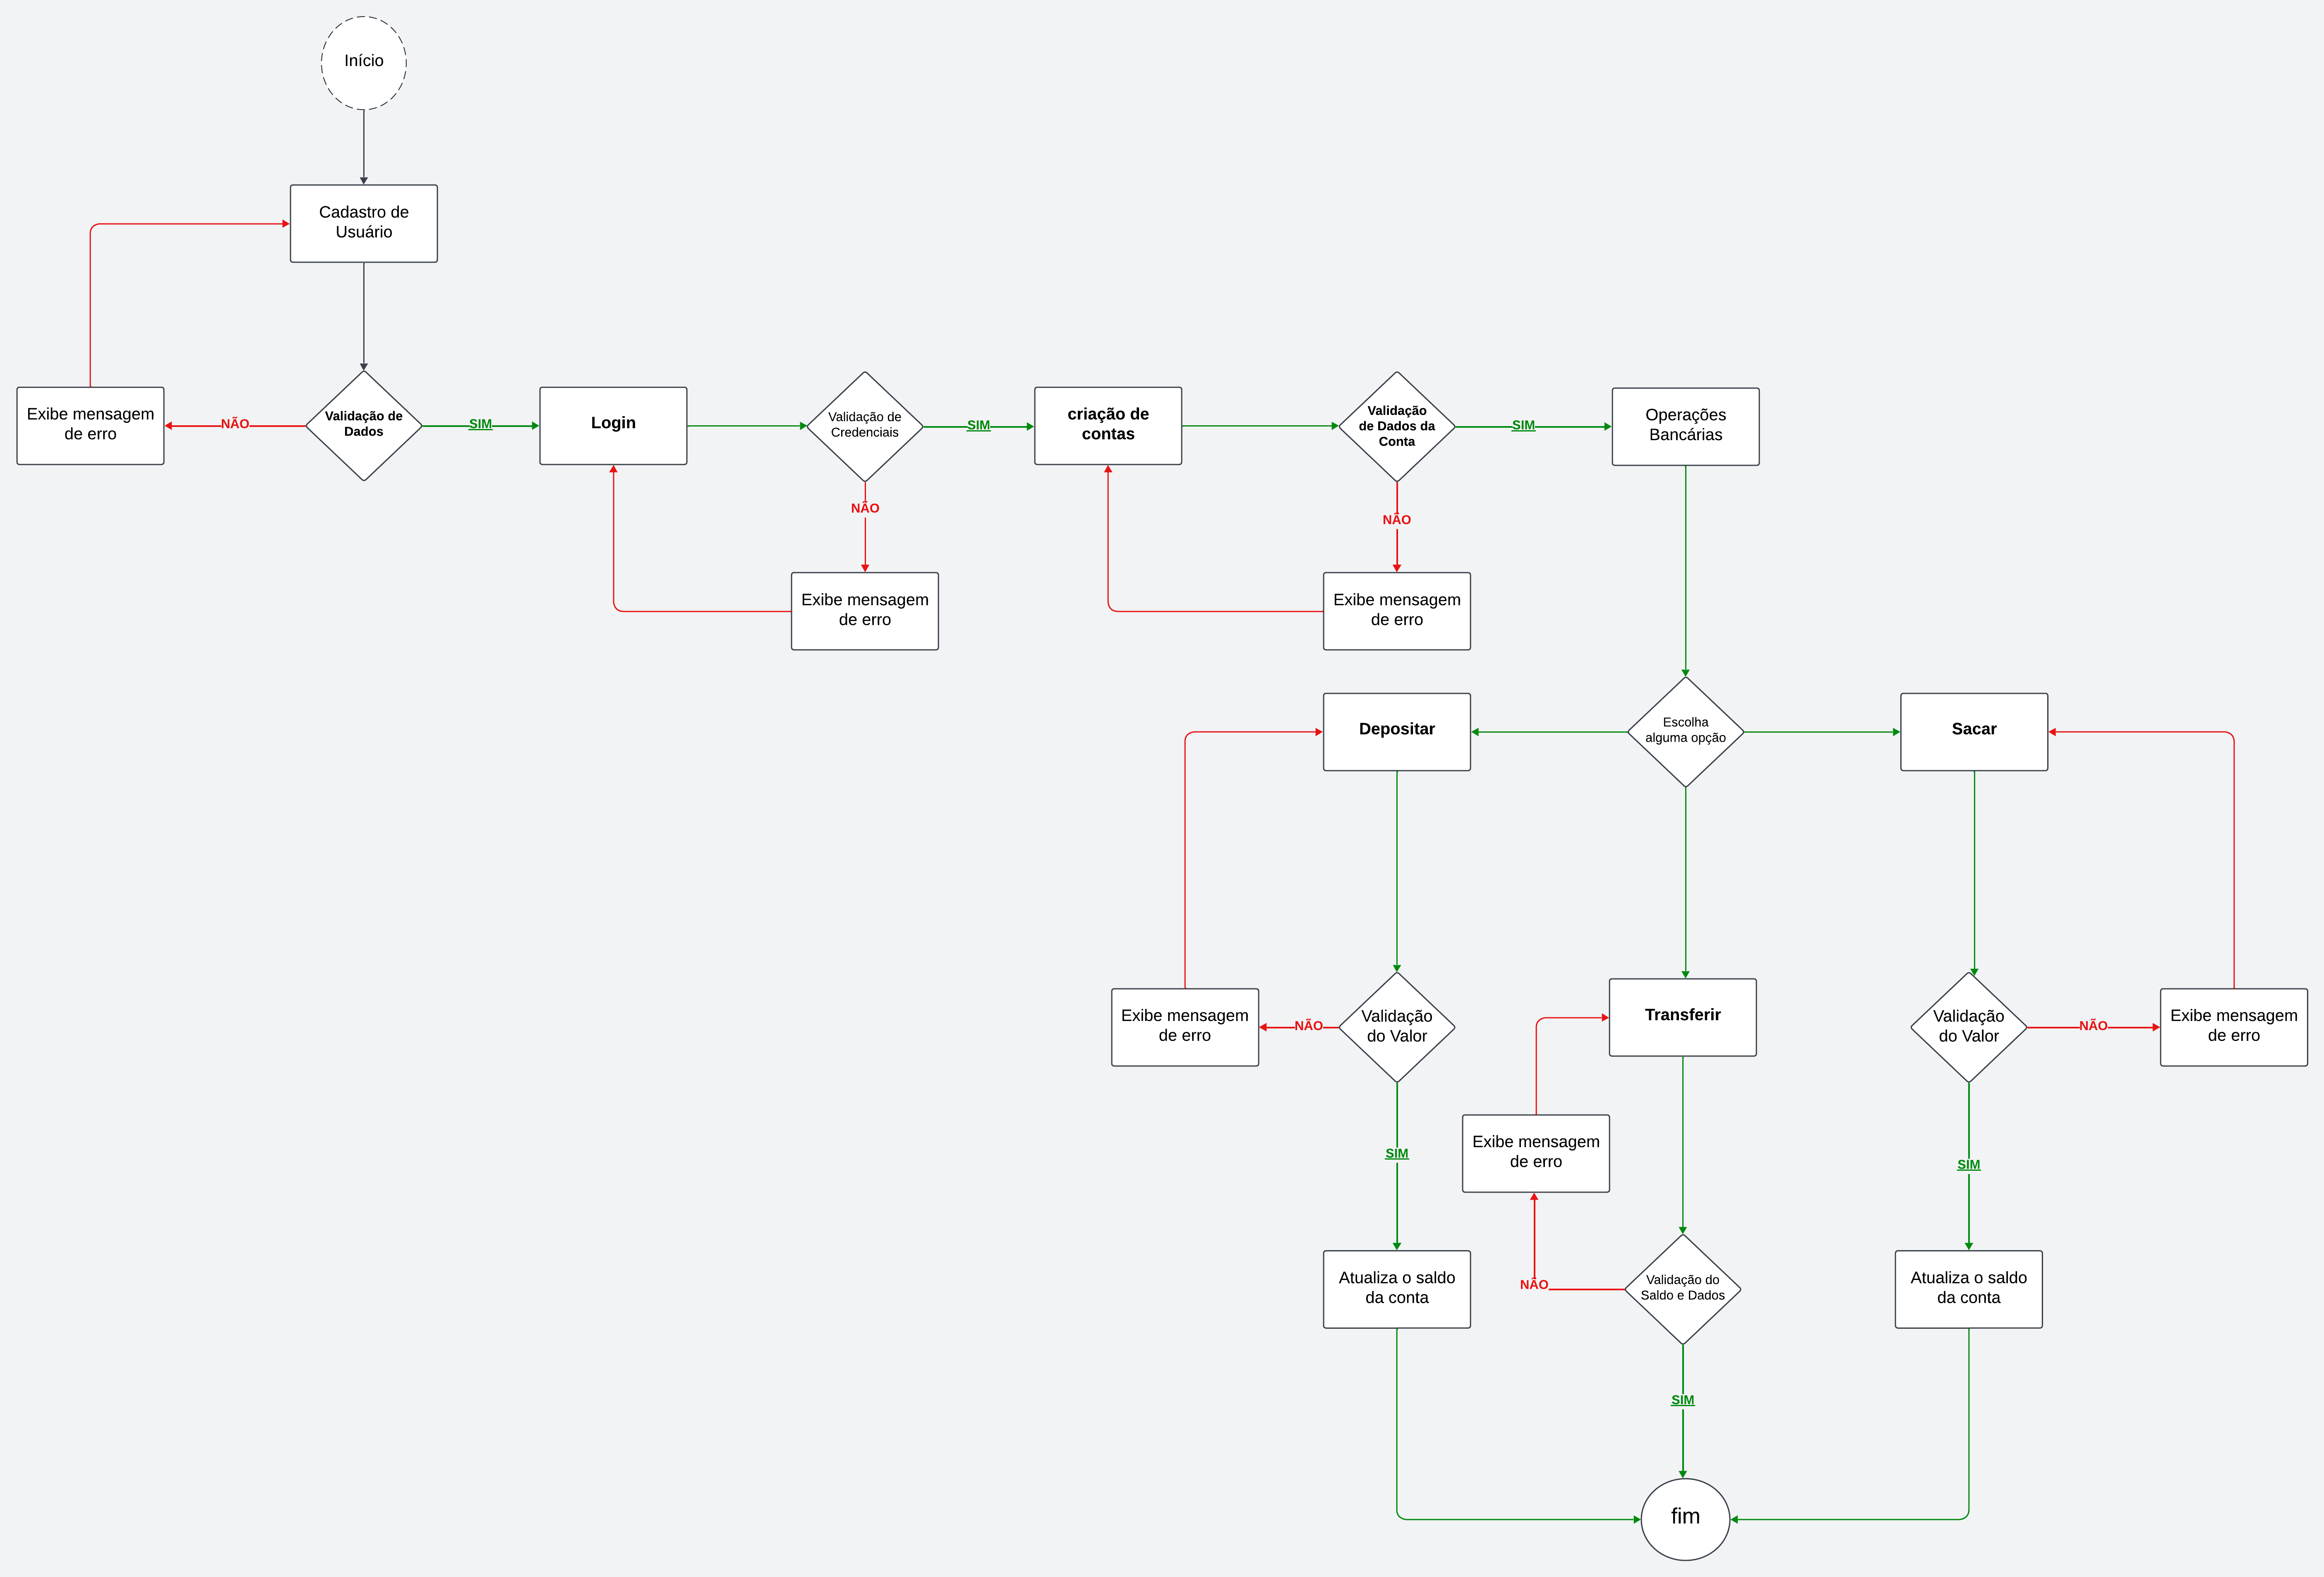 Início
Cadastro de
Usuário
Exibe mensagem
de erro
NÃO
Validação de
Dados
SIM
Login
Validação de
Credenciais
SIM
criação de
contas
Validação
de Dados da
Conta
SIM
Operações
Bancárias
NÃO
NÃO
Exibe mensagem
de erro
Exibe mensagem
de erro
Depositar
Escolha
alguma opção
Sacar
Exibe mensagem
de erro
NÃO
Validação
do Valor
Transferir
Validação
do Valor
NÃO
Exibe mensagem
de erro
SIM
Exibe mensagem
de erro
SIM
Atualiza o saldo
da conta
NÃO
Validação do
Saldo e Dados
Atualiza o saldo
da conta
SIM
fim